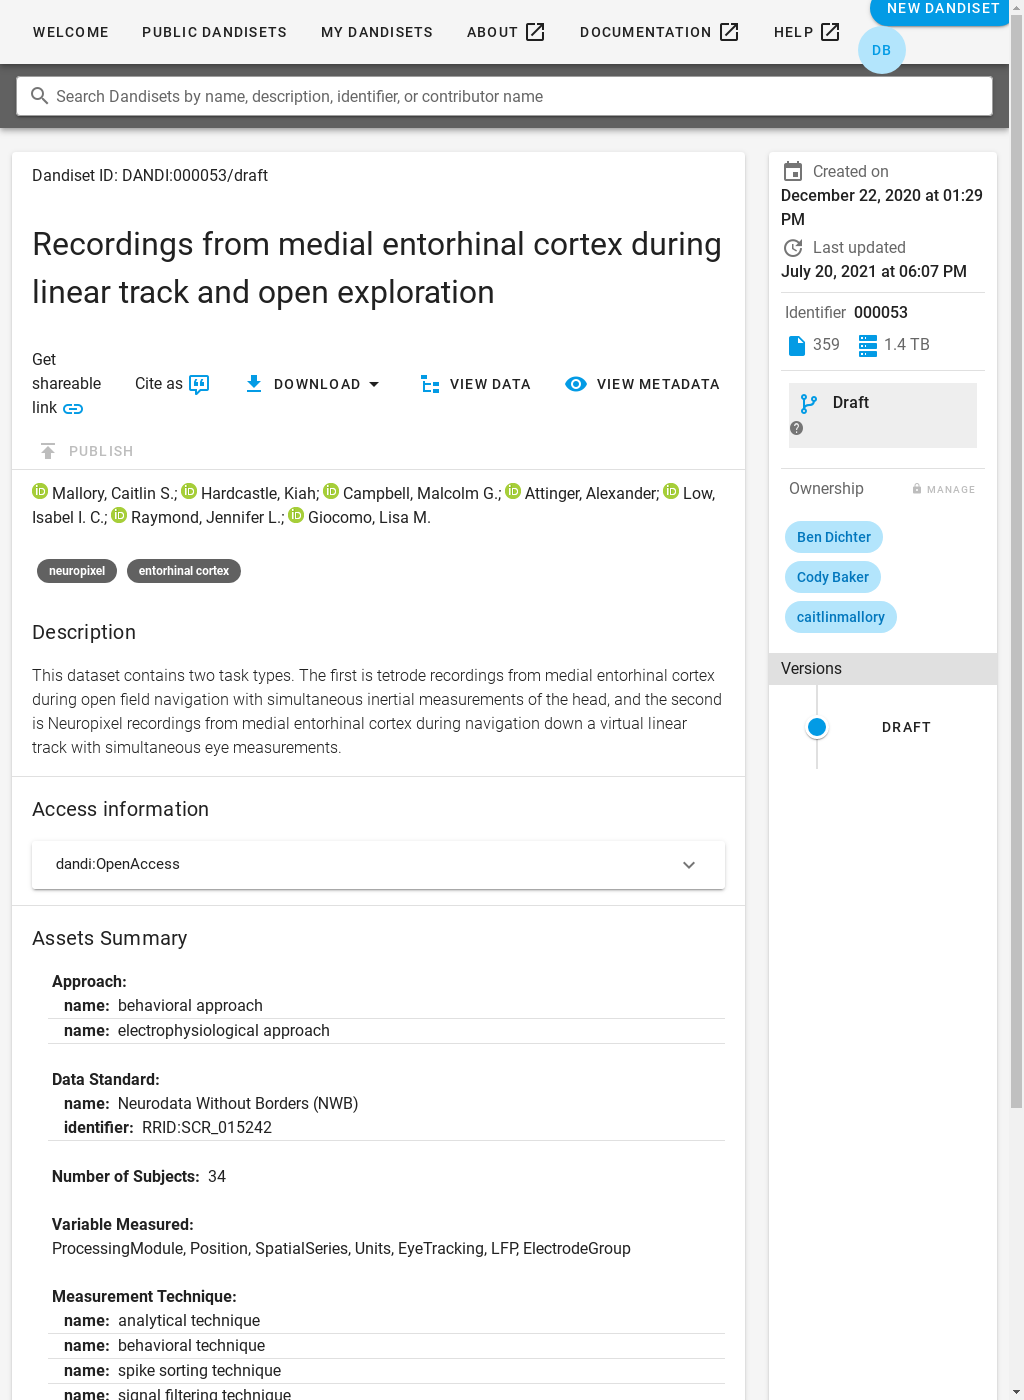 WELCOME PUBLIC DANDISETS MY DANDISETS ABOUT DOCUMENTATION HELP NEW DANDISET
DB
Search Dandisets by name, description, identifier, or contributor name
Dandiset ID: DANDI:000053/draft
Recordings from medial entorhinal cortex during
linear track and open exploration
Get
shareable
link
Cite as
DOWNLOAD
VIEW DATA
VIEW METADATA
PUBLISH
Mallory, Caitlin S.; Hardcastle, Kiah; Campbell, Malcolm G.; Attinger, Alexander; Low,
Isabel I. C.; Raymond, Jennifer L.; Giocomo, Lisa M.
neuropixel entorhinal cortex
Description
This dataset contains two task types. The first is tetrode recordings from medial entorhinal cortex
during open field navigation with simultaneous inertial measurements of the head, and the second
is Neuropixel recordings from medial entorhinal cortex during navigation down a virtual linear
track with simultaneous eye measurements.
Access information
dandi:OpenAccess
Assets Summary
Approach:
name: behavioral approach
name: electrophysiological approach
Data Standard:
name: Neurodata Without Borders (NWB)
identifier: RRID:SCR_015242
Number of Subjects: 34
Variable Measured:
ProcessingModule, Position, SpatialSeries, Units, EyeTracking, LFP, ElectrodeGroup
Measurement Technique:
name: analytical technique
name: behavioral technique
name: spike sorting technique
name: signal filtering technique
Created on
December 22, 2020 at 01:29
PM
Last updated
July 20, 2021 at 06:07 PM
Identifier 000053
359 1.4 TB
Draft
Ownership MANAGE
Ben Dichter
Cody Baker
caitlinmallory
Versions
DRAFT